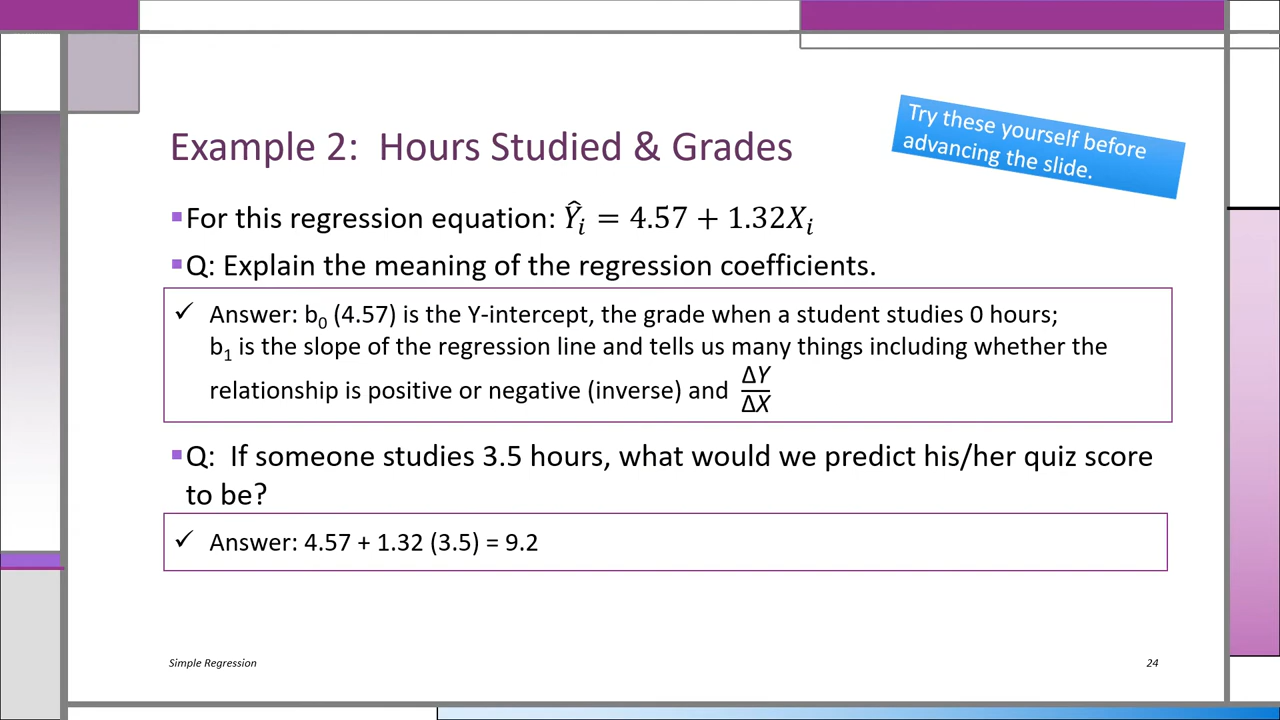 Try these yourself before
advancing the slide.
Example 2:  Hours Studied & Grades
▪For this regression equation: Ŷᵢ = 4.57 + 1.32Xᵢ
▪Q: Explain the meaning of the regression coefficients.
✓ Answer: b₀ (4.57) is the Y-intercept, the grade when a student studies 0 hours;
b₁ is the slope of the regression line and tells us many things including whether the
relationship is positive or negative (inverse) and ΔY/ΔX
▪Q:  If someone studies 3.5 hours, what would we predict his/her quiz score
to be?
✓ Answer: 4.57 + 1.32 (3.5) = 9.2
Simple Regression
24